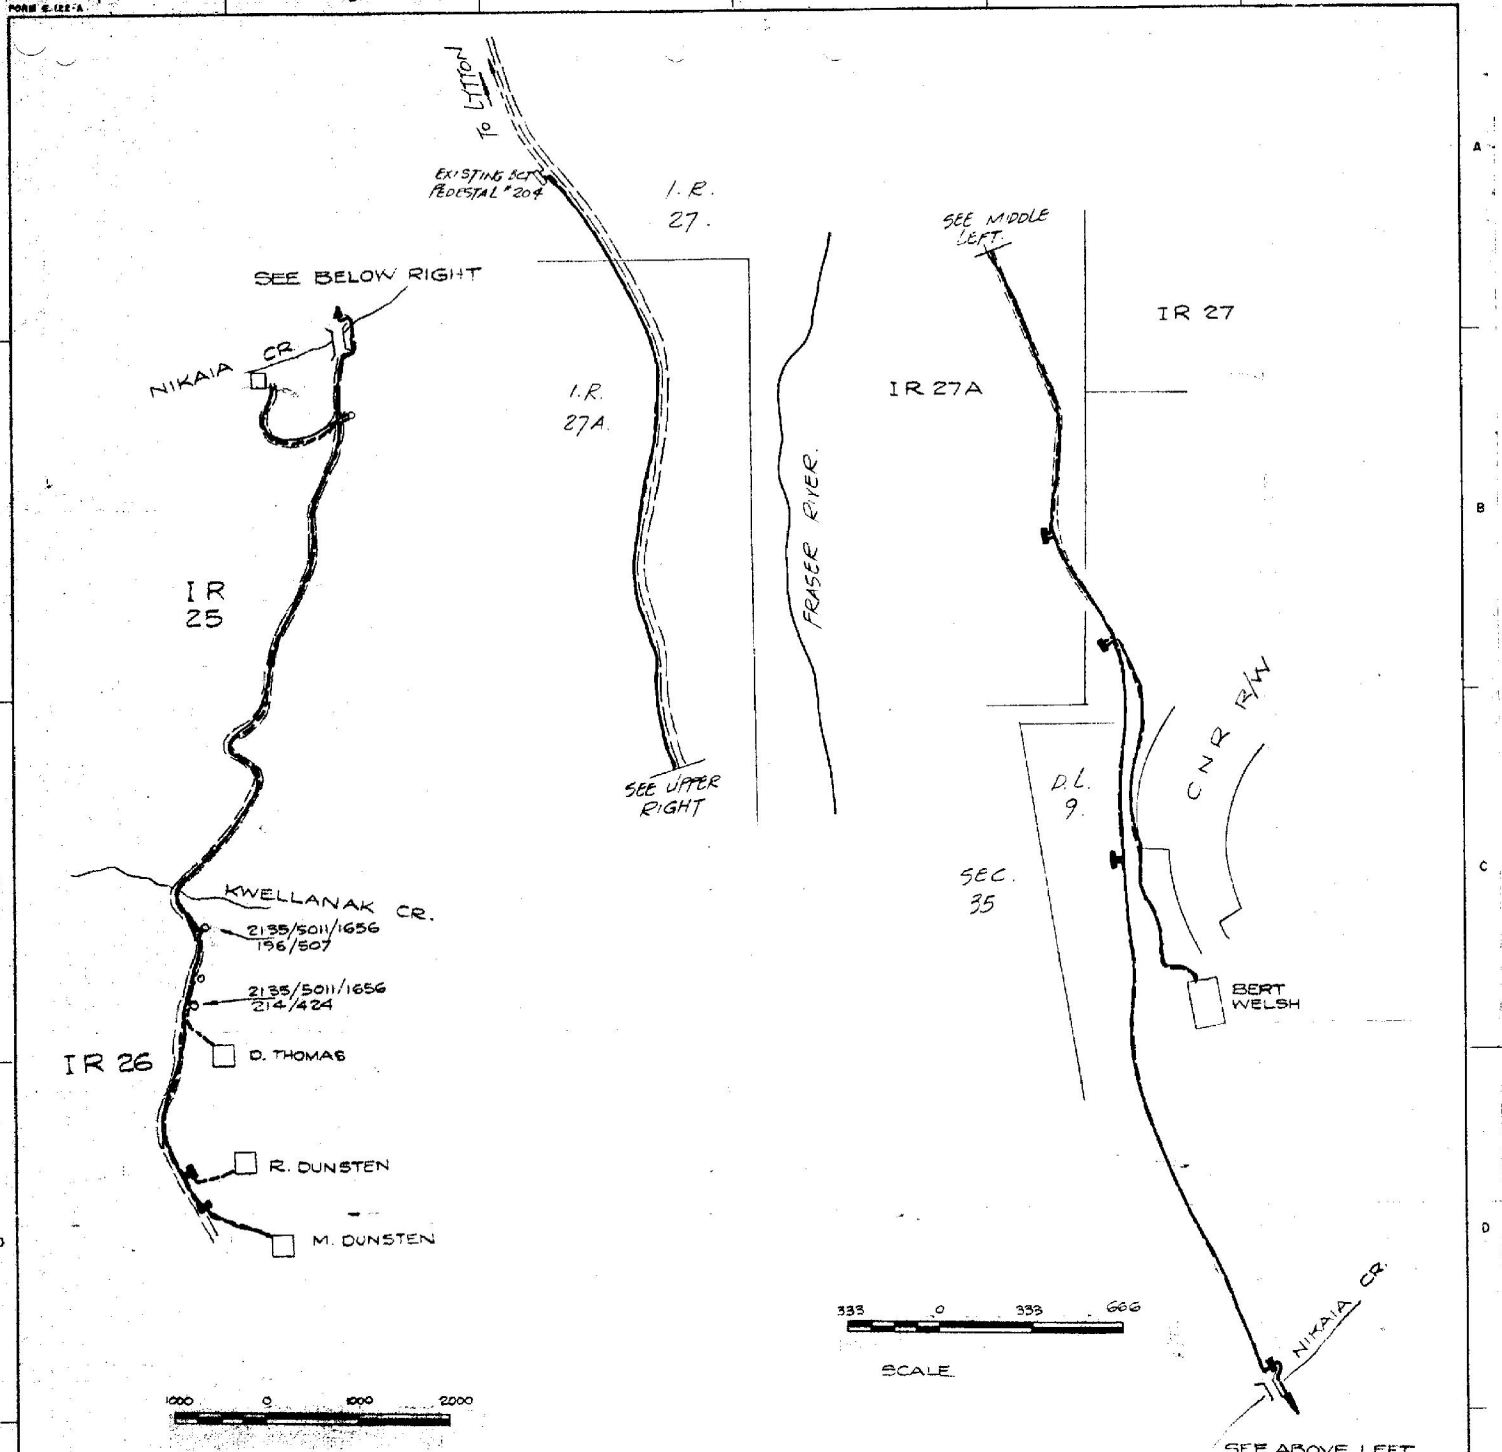 FORM E-122-A
To LYTTON
EXISTING BCT
PEDESTAL #204
I.R.
27.
A
SEE MIDDLE
LEFT.
SEE BELOW RIGHT
IR 27
NIKAIA CR.
I.R.
27A.
IR 27A
FRASER RIVER.
B
IR
25
CNR R/W
SEE UPPER
RIGHT
D.L.
9.
SEC.
35
C
KWELLANAK CR.
2135/5011/1656
196/507
2135/5011/1656
214/424
BERT
WELSH
IR 26
D. THOMAS
R. DUNSTEN
M. DUNSTEN
D
NIKAIA CR.
333 0 333 666
SCALE
1000 0 1000 2000
SEE ABOVE LEFT